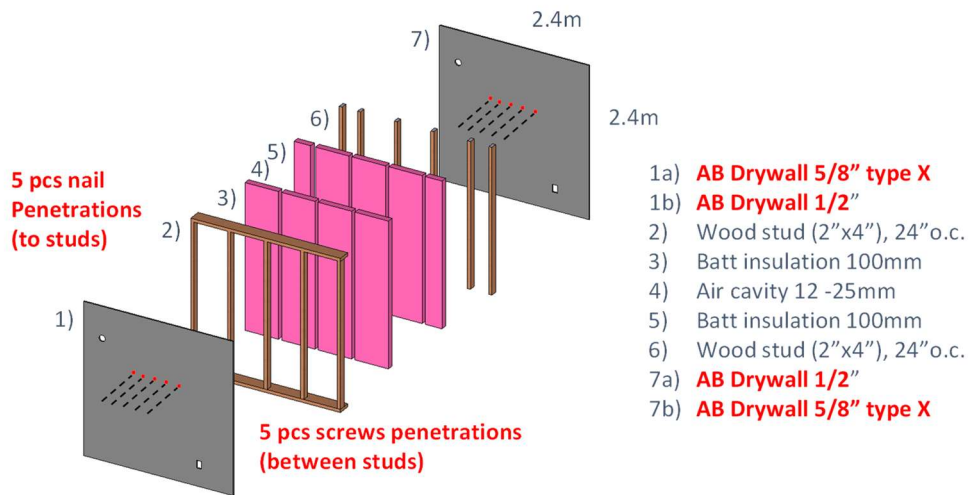 2.4m
7)
2.4m
6)
5)
4)
3)
2)
1)
5 pcs nail
Penetrations
(to studs)
5 pcs screws penetrations
(between studs)
1a) AB Drywall 5/8” type X
1b) AB Drywall 1/2”
2) Wood stud (2”x4”), 24”o.c.
3) Batt insulation 100mm
4) Air cavity 12 -25mm
5) Batt insulation 100mm
6) Wood stud (2”x4”), 24”o.c.
7a) AB Drywall 1/2”
7b) AB Drywall 5/8” type X